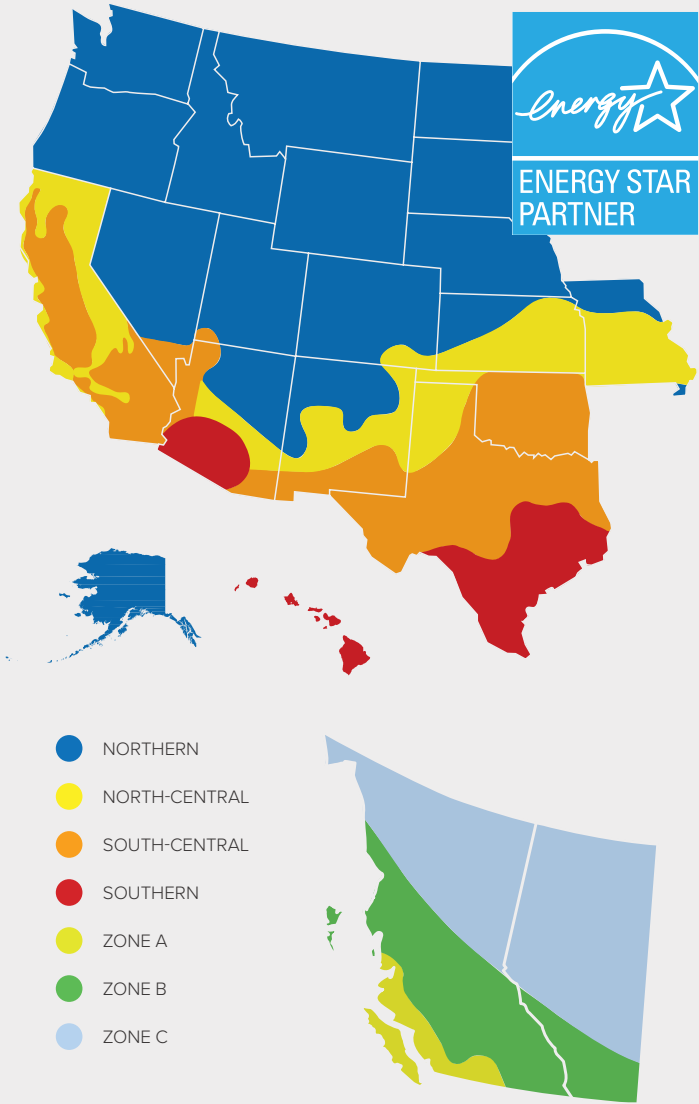 energy
ENERGY STAR
PARTNER
NORTHERN
NORTH-CENTRAL
SOUTH-CENTRAL
SOUTHERN
ZONE A
ZONE B
ZONE C